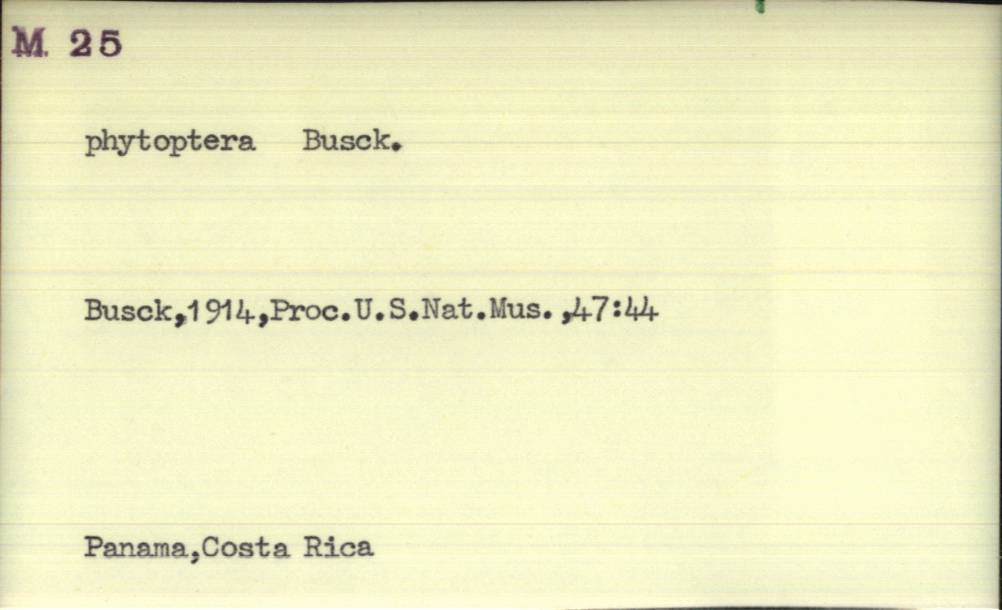 M. 25
phytoptera Busck.
Busck,1914,Proc.U.S.Nat.Mus.,47:44
Panama,Costa Rica